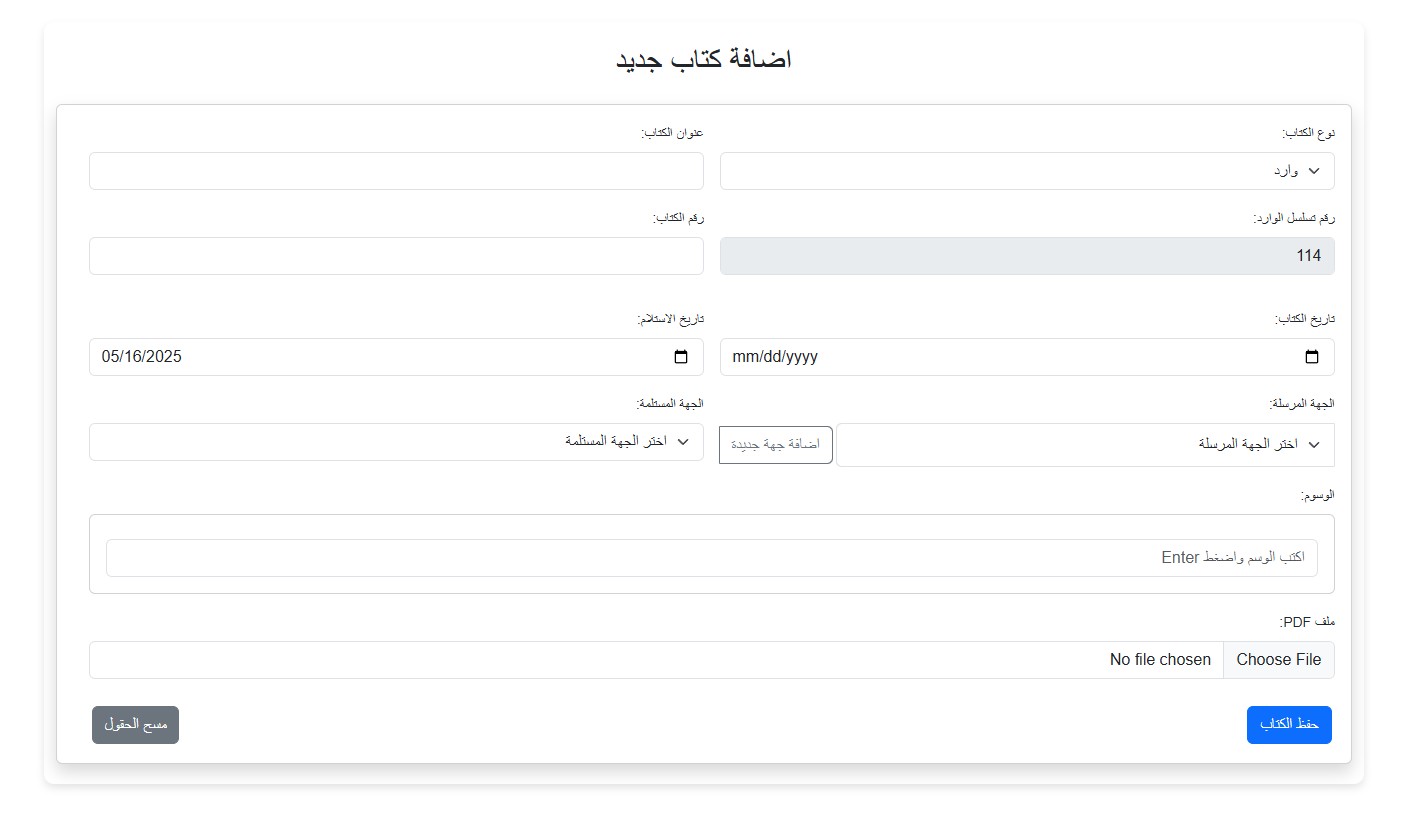 اضافة كتاب جديد
نوع الكتاب:
عنوان الكتاب:
وارد
رقم تسلسل الوارد:
رقم الكتاب:
114
تاريخ الكتاب:
تاريخ الاستلام:
mm/dd/yyyy
05/16/2025
الجهة المرسلة:
الجهة المستلمة:
اختر الجهة المرسلة
اضافة جهة جديدة
اختر الجهة المستلمة
الوسوم:
اكتب الوسم واضغط Enter
ملف PDF:
Choose File
No file chosen
حفظ الكتاب
مسح الحقول